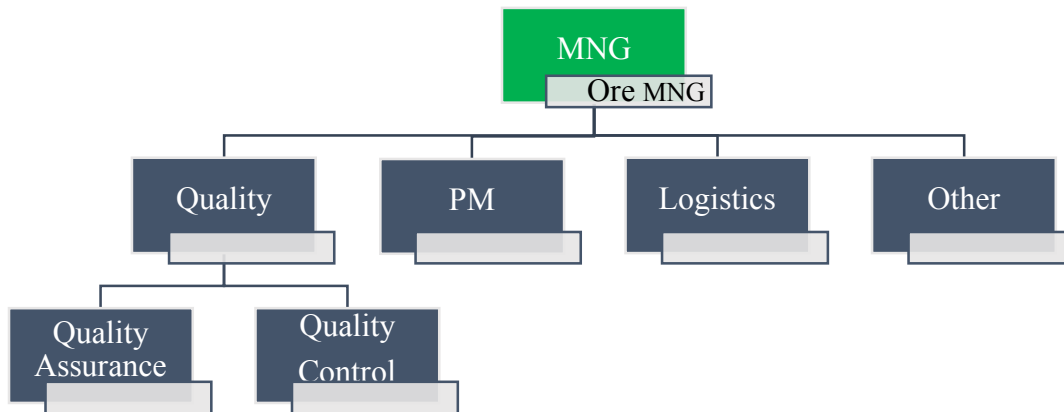 MNG
Ore MNG
Quality
PM
Logistics
Other
Quality
Assurance
Quality
Control